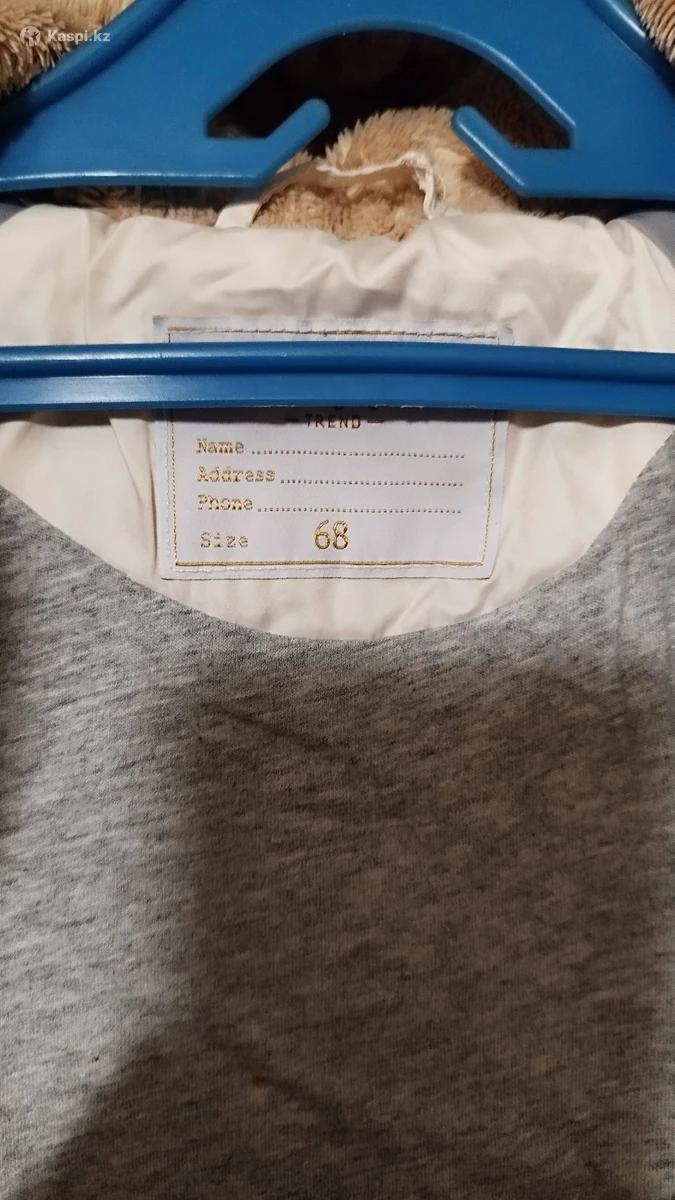 Kaspi.kz
TREND
Name
Address
Phone
Size 68